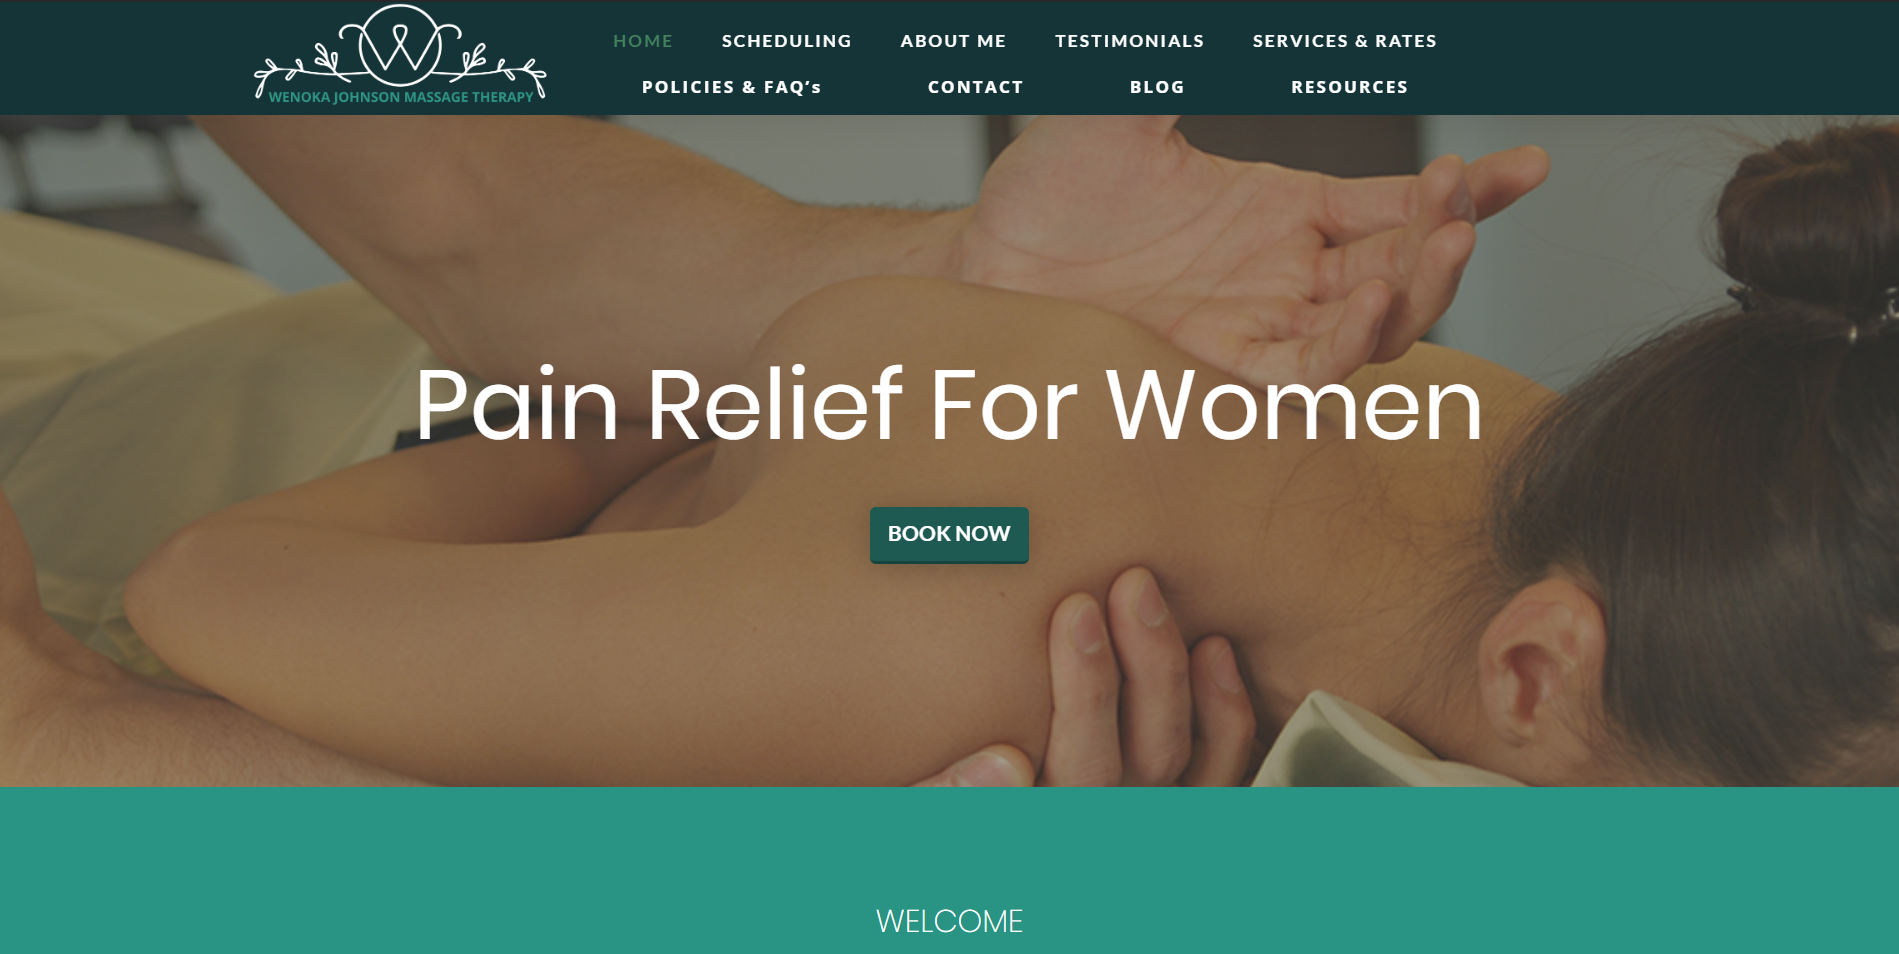 W
WENOKA JOHNSON MASSAGE THERAPY
HOME SCHEDULING ABOUT ME TESTIMONIALS SERVICES & RATES
POLICIES & FAQ’s CONTACT BLOG RESOURCES
Pain Relief For Women
BOOK NOW
WELCOME